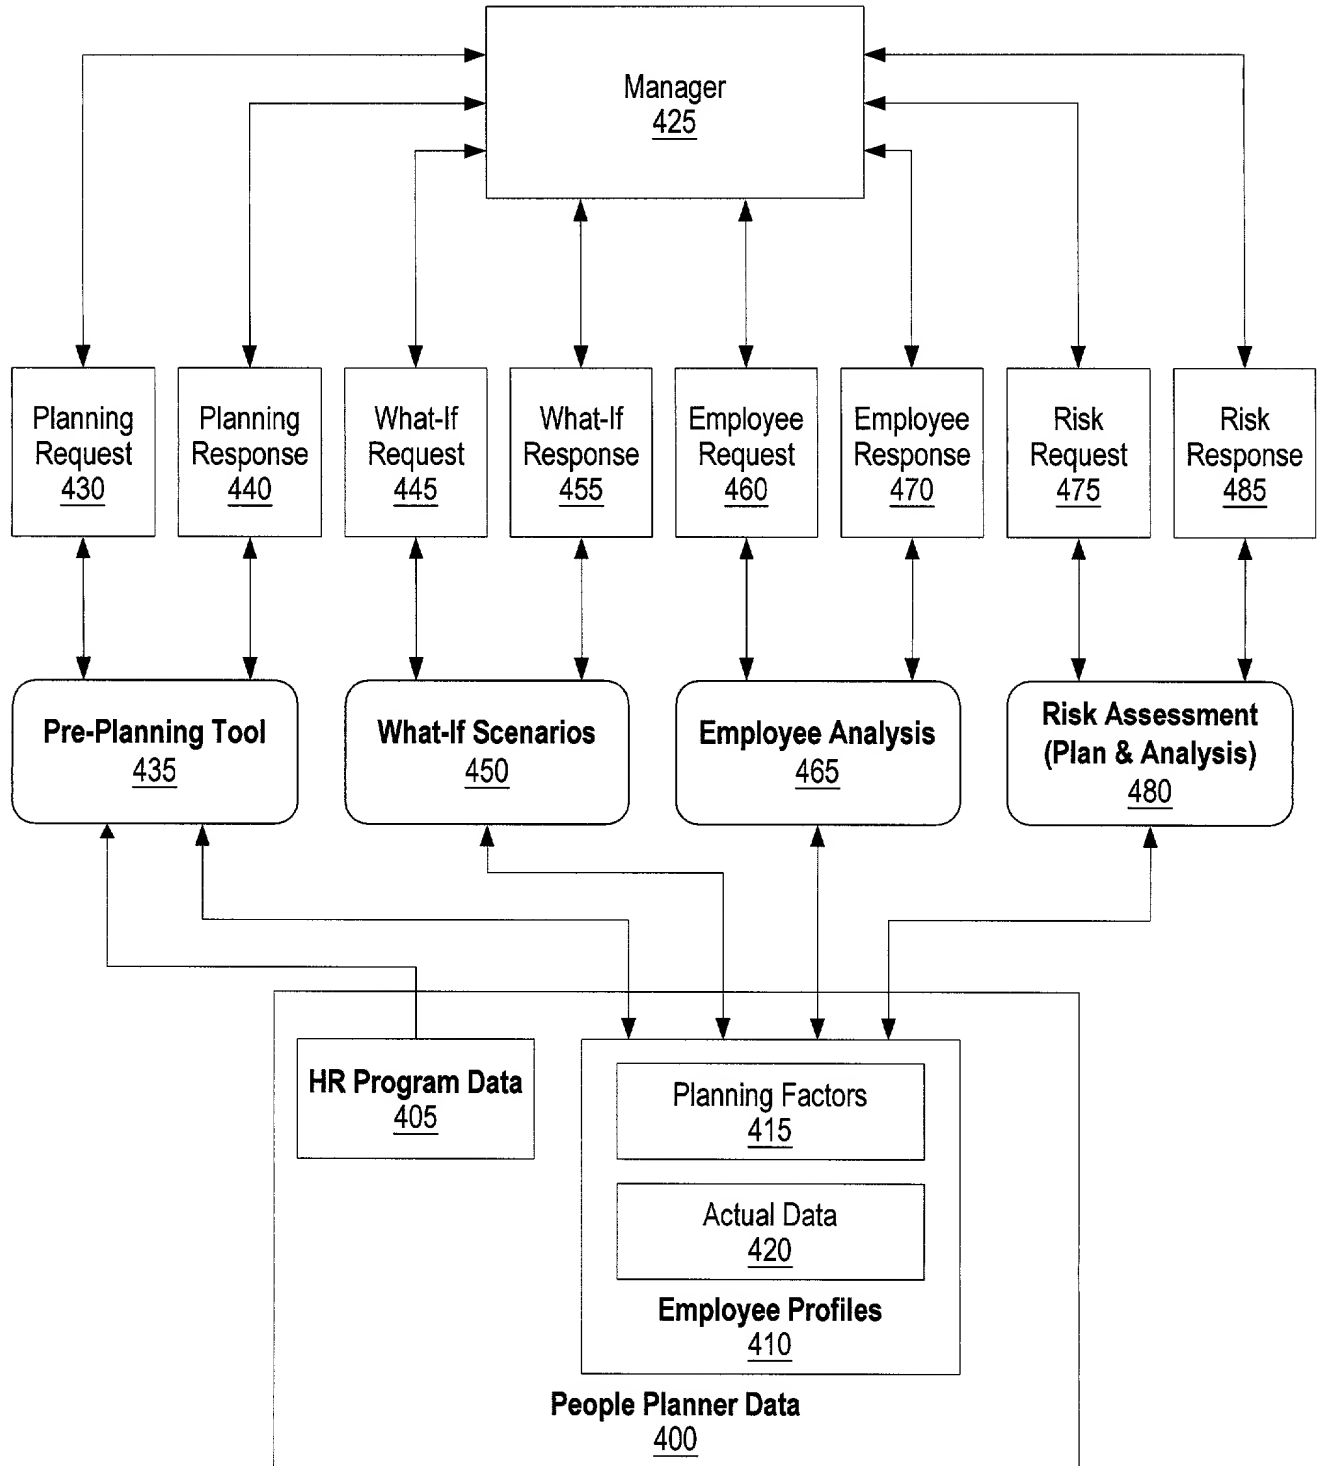 Manager
425
Planning
Request
430
Planning
Response
440
What-If
Request
445
What-If
Response
455
Employee
Request
460
Employee
Response
470
Risk
Request
475
Risk
Response
485
Pre-Planning Tool
435
What-If Scenarios
450
Employee Analysis
465
Risk Assessment
(Plan & Analysis)
480
HR Program Data
405
Planning Factors
415
Actual Data
420
Employee Profiles
410
People Planner Data
400